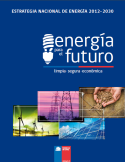 ESTRATEGIA NACIONAL DE ENERGÍA 2012-2030
energía
para el
futuro
limpia segura económica